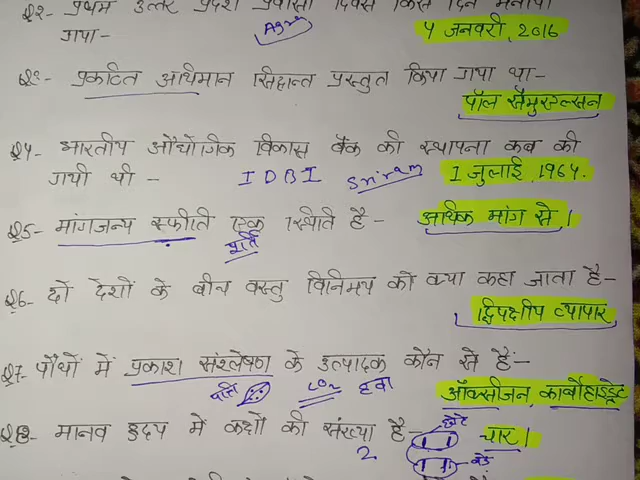 Q2- प्रथम उत्तर प्रदेश प्रवासी दिवस किस दिन मनाया
गया- Agra 4 जनवरी, 2016
Q3- प्रकटित अधिमान सिद्धान्त प्रस्तुत किया गया था-
पॉल सैमुएल्सन
Q4- भारतीय औद्योगिक विकास बैंक की स्थापना कब की
गयी थी - IDBI Sriram 1 जुलाई, 1964.
Q5- मांगजन्य स्फीति एक स्थिति है- अधिक मांग से।
Q6- दो देशों के बीच वस्तु विनिमय को क्या कहा जाता है-
द्विपक्षीय व्यापार
Q7- पौधों में प्रकाश संश्लेषण के उत्पादक कौन से है:-
CO2 हवा ऑक्सीजन, कार्बोहाइड्रेट
Q8- मानव हृदय में कक्षों की संख्या है- चार।
2